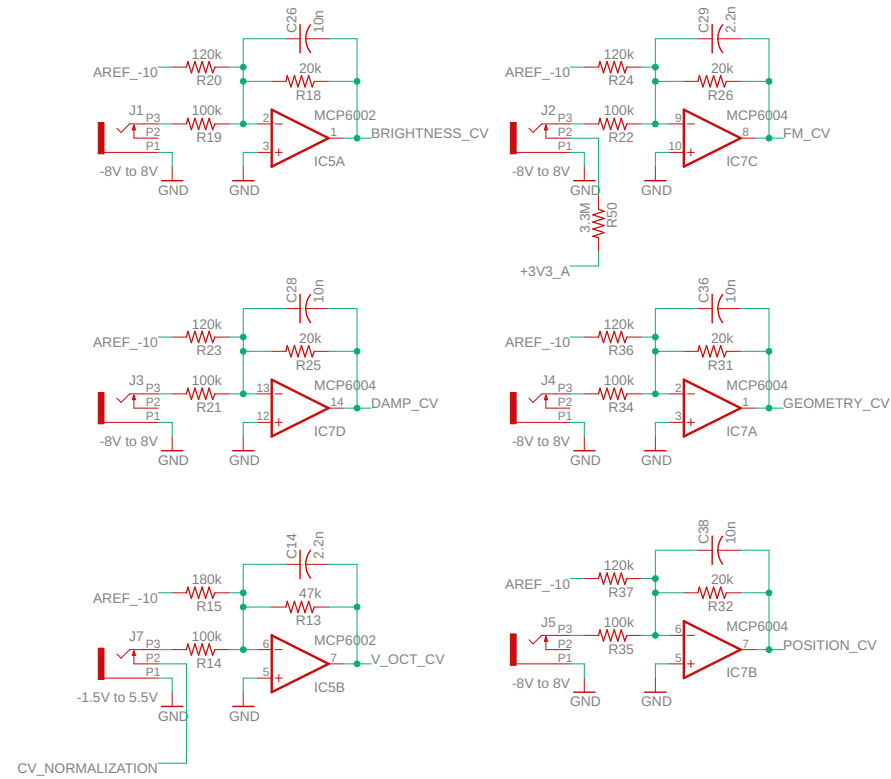 C26
10n
120k
AREF_-10
R20
20k
R18
J1
P3
P2
P1
100k
R19
MCP6002
2
3
1
BRIGHTNESS_CV
IC5A
-8V to 8V
GND
GND
C29
2.2n
120k
AREF_-10
R24
20k
R26
J2
P3
P2
P1
100k
R22
MCP6004
9
10
8
FM_CV
IC7C
-8V to 8V
GND
GND
3.3M
R50
+3V3_A
C28
10n
120k
AREF_-10
R23
20k
R25
J3
P3
P2
P1
100k
R21
MCP6004
13
12
14
DAMP_CV
IC7D
-8V to 8V
GND
GND
C36
10n
120k
AREF_-10
R36
20k
R31
J4
P3
P2
P1
100k
R34
MCP6004
2
3
1
GEOMETRY_CV
IC7A
-8V to 8V
GND
GND
C14
2.2n
180k
AREF_-10
R15
47k
R13
J7
P3
P2
P1
100k
R14
MCP6002
6
5
7
V_OCT_CV
IC5B
-1.5V to 5.5V
GND
GND
CV_NORMALIZATION
C38
10n
120k
AREF_-10
R37
20k
R32
J5
P3
P2
P1
100k
R35
MCP6004
6
5
7
POSITION_CV
IC7B
-8V to 8V
GND
GND